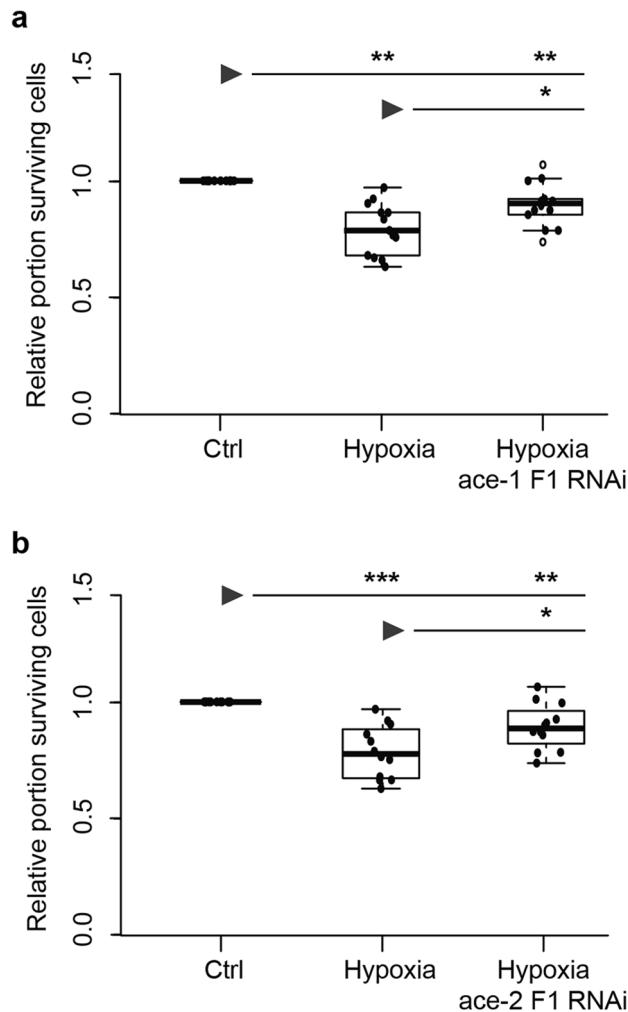 a
Relative portion surviving cells
1.5
1.0
0.5
0.0
** **
*
Ctrl Hypoxia Hypoxia
ace-1 F1 RNAi
b
Relative portion surviving cells
1.5
1.0
0.5
0.0
*** **
*
Ctrl Hypoxia Hypoxia
ace-2 F1 RNAi